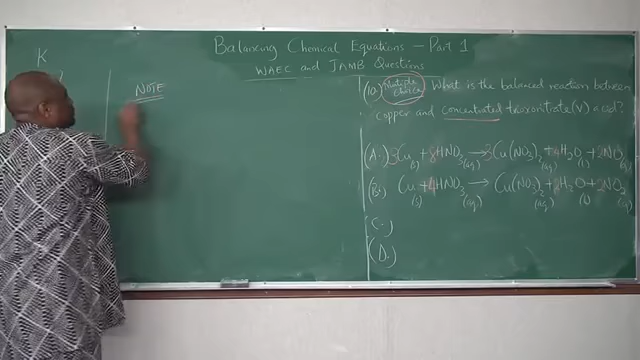 Balancing Chemical Equations – Part 1
WAEC and JAMB Questions
K
NOTE
(10) Multiple Choice What is the balanced reaction between
copper and concentrated trioxonitrate(V) acid?
(A.) 3Cu(s) + 8HNO3(aq) → 3Cu(NO3)2(aq) + 4H2O(l) + 2NO
(B.) Cu(s) + 4HNO3(aq) → Cu(NO3)2(aq) + 2H2O(l) + 2NO2
(C.)
(D.)